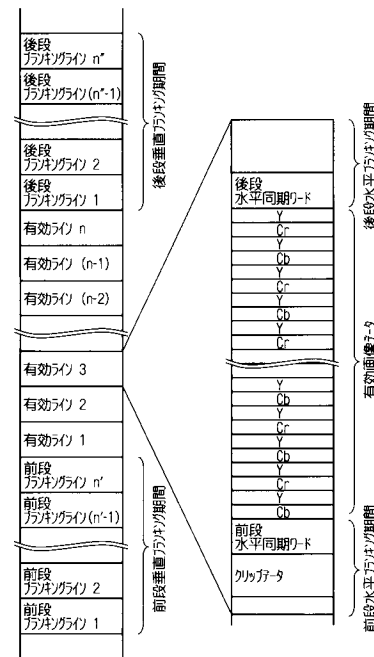 後段
ブランキングライン n"
後段
ブランキングライン(n"-1)
後段
ブランキングライン 2
後段
ブランキングライン 1
有効ライン n
有効ライン (n-1)
有効ライン (n-2)
有効ライン 3
有効ライン 2
有効ライン 1
前段
ブランキングライン n'
前段
ブランキングライン(n'-1)
前段
ブランキングライン 2
前段
ブランキングライン 1
後段垂直ブランキング期間
前段垂直ブランキング期間
後段
水平同期ワード
Y
Cr
Y
Cb
Y
Cr
Y
Cb
Y
Cr
Y
Cb
Y
Cr
Y
Cb
Y
Cr
Y
Cb
前段
水平同期ワード
クリップデータ
後段水平ブランキング期間
有効画像データ
前段水平ブランキング期間